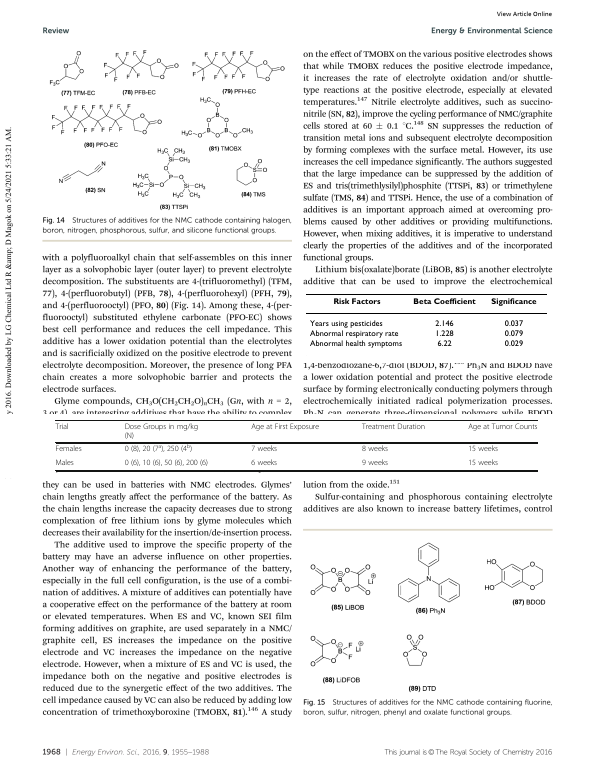 View Article Online
Review
Energy & Environmental Science
y 2016. Downloaded by LG Chemical Ltd R &amp; D Magok on 5/24/2021 5:33:21 AM.
(77) TFM-EC
(78) PFB-EC
(79) PFH-EC
(80) PFO-EC
(81) TMOBX
(82) SN
(83) TTSPi
(84) TMS
Fig. 14 Structures of additives for the NMC cathode containing halogen,
boron, nitrogen, phosphorous, sulfur, and silicone functional groups.
with a polyfluoroalkyl chain that self-assembles on this inner
layer as a solvophobic layer (outer layer) to prevent electrolyte
decomposition. The substituents are 4-(trifluoromethyl) (TFM,
77), 4-(perfluorobutyl) (PFB, 78), 4-(perfluorohexyl) (PFH, 79),
and 4-(perfluorooctyl) (PFO, 80) (Fig. 14). Among these, 4-(per-
fluorooctyl) substituted ethylene carbonate (PFO-EC) shows
best cell performance and reduces the cell impedance. This
additive has a lower oxidation potential than the electrolytes
and is sacrificially oxidized on the positive electrode to prevent
electrolyte decomposition. Moreover, the presence of long PFA
chain creates a more solvophobic barrier and protects the
electrode surfaces.
Glyme compounds, CH₃O(CH₂CH₂O)ₙCH₃ (Gn, with n = 2,
3 or 4), are interesting additives that have the ability to complex
Trial Dose Groups in mg/kg (N) Age at First Exposure Treatment Duration Age at Tumor Counts
Females 0 (8), 20 (7ᵃ), 250 (4ᵇ) 7 weeks 8 weeks 15 weeks
Males 0 (6), 10 (6), 50 (6), 200 (6) 6 weeks 9 weeks 15 weeks
they can be used in batteries with NMC electrodes. Glymes'
chain lengths greatly affect the performance of the battery. As
the chain lengths increase the capacity decreases due to strong
complexation of free lithium ions by glyme molecules which
decreases their availability for the insertion/de-insertion process.
The additive used to improve the specific property of the
battery may have an adverse influence on other properties.
Another way of enhancing the performance of the battery,
especially in the full cell configuration, is the use of a combi-
nation of additives. A mixture of additives can potentially have
a cooperative effect on the performance of the battery at room
or elevated temperatures. When ES and VC, known SEI film
forming additives on graphite, are used separately in a NMC/
graphite cell, ES increases the impedance on the positive
electrode and VC increases the impedance on the negative
electrode. However, when a mixture of ES and VC is used, the
impedance both on the negative and positive electrodes is
reduced due to the synergetic effect of the two additives. The
cell impedance caused by VC can also be reduced by adding low
concentration of trimethoxyboroxine (TMOBX, 81).¹⁴⁶ A study
on the effect of TMOBX on the various positive electrodes shows
that while TMOBX reduces the positive electrode impedance,
it increases the rate of electrolyte oxidation and/or shuttle-
type reactions at the positive electrode, especially at elevated
temperatures.¹⁴⁷ Nitrile electrolyte additives, such as succino-
nitrile (SN, 82), improve the cycling performance of NMC/graphite
cells stored at 60 ± 0.1 °C.¹⁴⁸ SN suppresses the reduction of
transition metal ions and subsequent electrolyte decomposition
by forming complexes with the surface metal. However, its use
increases the cell impedance significantly. The authors suggested
that the large impedance can be suppressed by the addition of
ES and tris(trimethylsilyl)phosphite (TTSPi, 83) or trimethylene
sulfate (TMS, 84) and TTSPi. Hence, the use of a combination of
additives is an important approach aimed at overcoming pro-
blems caused by other additives or providing multifunctions.
However, when mixing additives, it is imperative to understand
clearly the properties of the additives and of the incorporated
functional groups.
Lithium bis(oxalate)borate (LiBOB, 85) is another electrolyte
additive that can be used to improve the electrochemical
Risk Factors Beta Coefficient Significance
Years using pesticides 2.146 0.037
Abnormal respiratory rate 1.228 0.079
Abnormal health symptoms 6.22 0.029
1,4-benzodioxane-6,7-diol (BDOD, 87). Ph₃N and BDOD have
a lower oxidation potential and protect the positive electrode
surface by forming electronically conducting polymers through
electrochemically initiated radical polymerization processes.
Ph₃N can generate three-dimensional polymers while BDOD
lution from the oxide.¹⁵¹
Sulfur-containing and phosphorous containing electrolyte
additives are also known to increase battery lifetimes, control
(85) LiBOB
(86) Ph₃N
(87) BDOD
(88) LiDFOB
(89) DTD
Fig. 15 Structures of additives for the NMC cathode containing fluorine,
boron, sulfur, nitrogen, phenyl and oxalate functional groups.
1968 | Energy Environ. Sci., 2016, 9, 1955–1988
This journal is © The Royal Society of Chemistry 2016